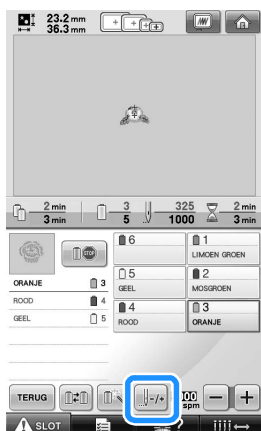 23.2 mm
36.3 mm
2 min
3 min
3
5
325
1000
2 min
3 min
ORANJE 3
ROOD 4
GEEL 5
6
1
LIMOEN GROEN
5
GEEL
2
MOSGROEN
4
ROOD
3
ORANJE
TERUG
-/+
00
spm
- +
SLOT
?